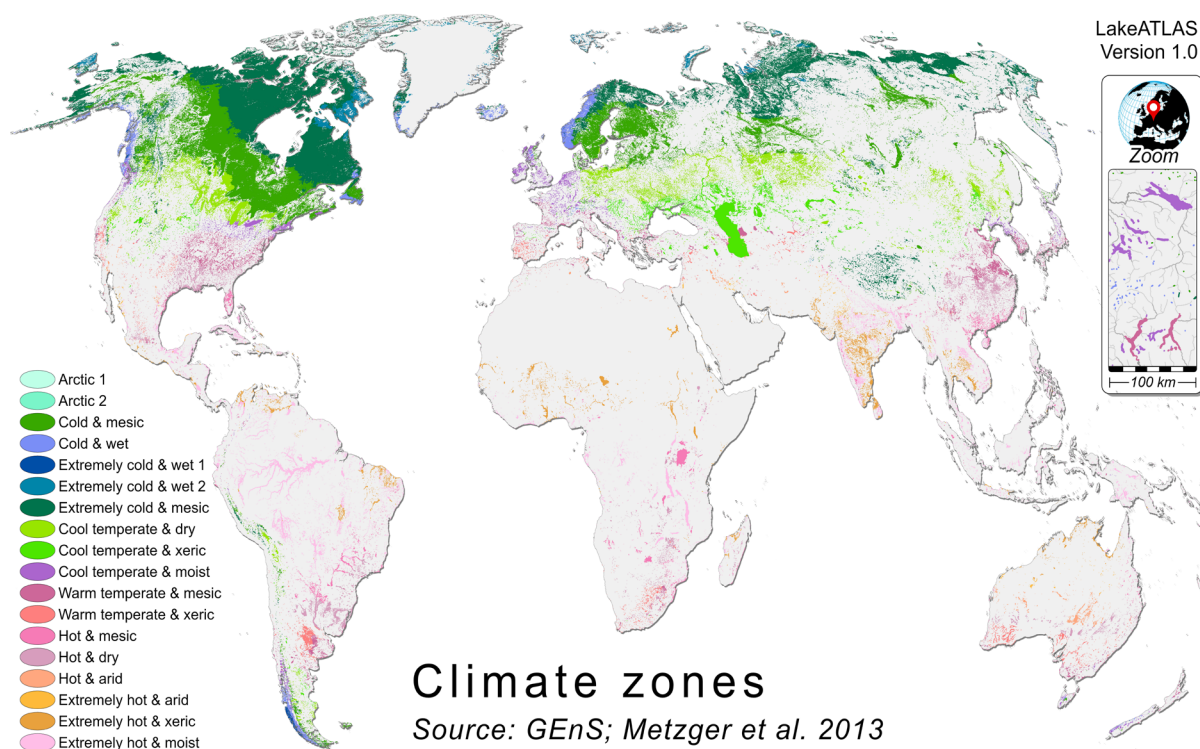 LakeATLAS
Version 1.0
Zoom
100 km
Arctic 1
Arctic 2
Cold & mesic
Cold & wet
Extremely cold & wet 1
Extremely cold & wet 2
Extremely cold & mesic
Cool temperate & dry
Cool temperate & xeric
Cool temperate & moist
Warm temperate & mesic
Warm temperate & xeric
Hot & mesic
Hot & dry
Hot & arid
Extremely hot & arid
Extremely hot & xeric
Extremely hot & moist
Climate zones
Source: GEnS; Metzger et al. 2013